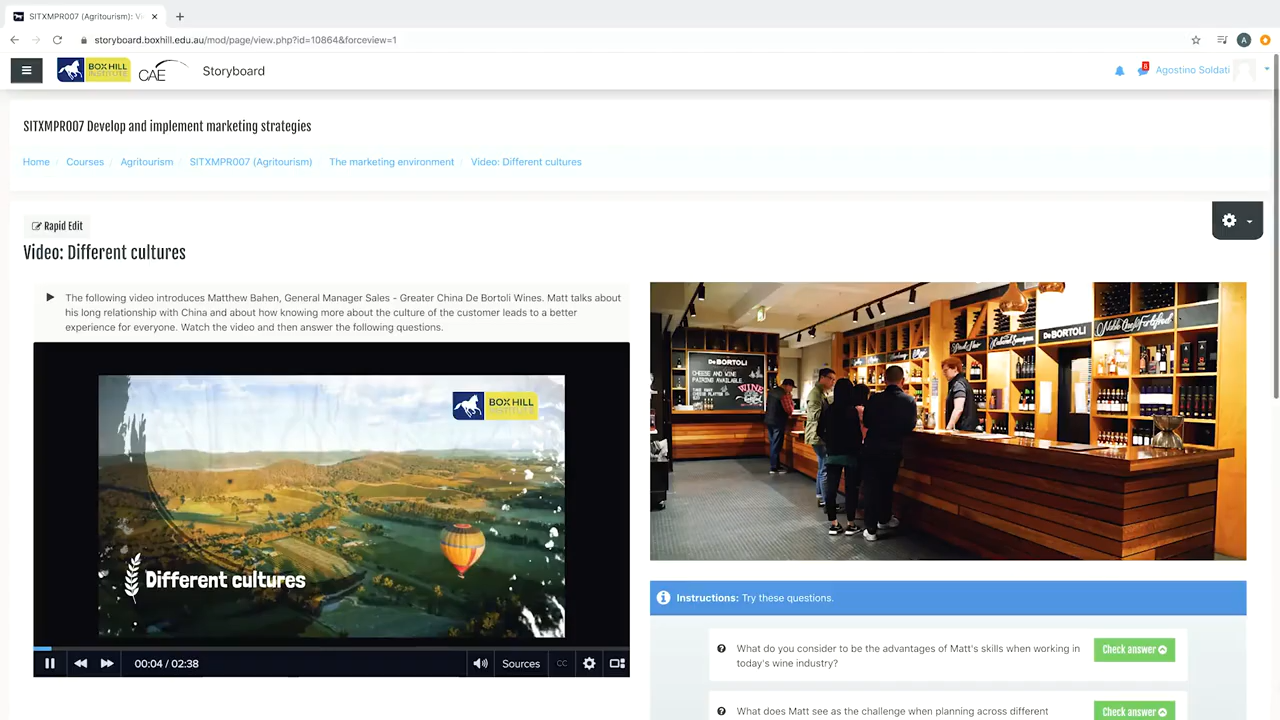 SITXMPR007 (Agritourism): Vi
storyboard.boxhill.edu.au/mod/page/view.php?id=10864&forceview=1
A
BOX HILL
INSTITUTE
CAE
Storyboard
8
Agostino Soldati
SITXMPR007 Develop and implement marketing strategies
Home / Courses / Agritourism / SITXMPR007 (Agritourism) / The marketing environment / Video: Different cultures
Rapid Edit
Video: Different cultures
The following video introduces Matthew Bahen, General Manager Sales - Greater China De Bortoli Wines. Matt talks about
his long relationship with China and about how knowing more about the culture of the customer leads to a better
experience for everyone. Watch the video and then answer the following questions.
BOX HILL
INSTITUTE
Different cultures
00:04 / 02:38
Sources
CC
De BORTOLI
Noble Quality Fortified
De BORTOLI
CHEESE AND WINE
PAIRING AVAILABLE
WINE
Instructions: Try these questions.
What do you consider to be the advantages of Matt's skills when working in
today's wine industry?
Check answer
What does Matt see as the challenge when planning across different
Check answer